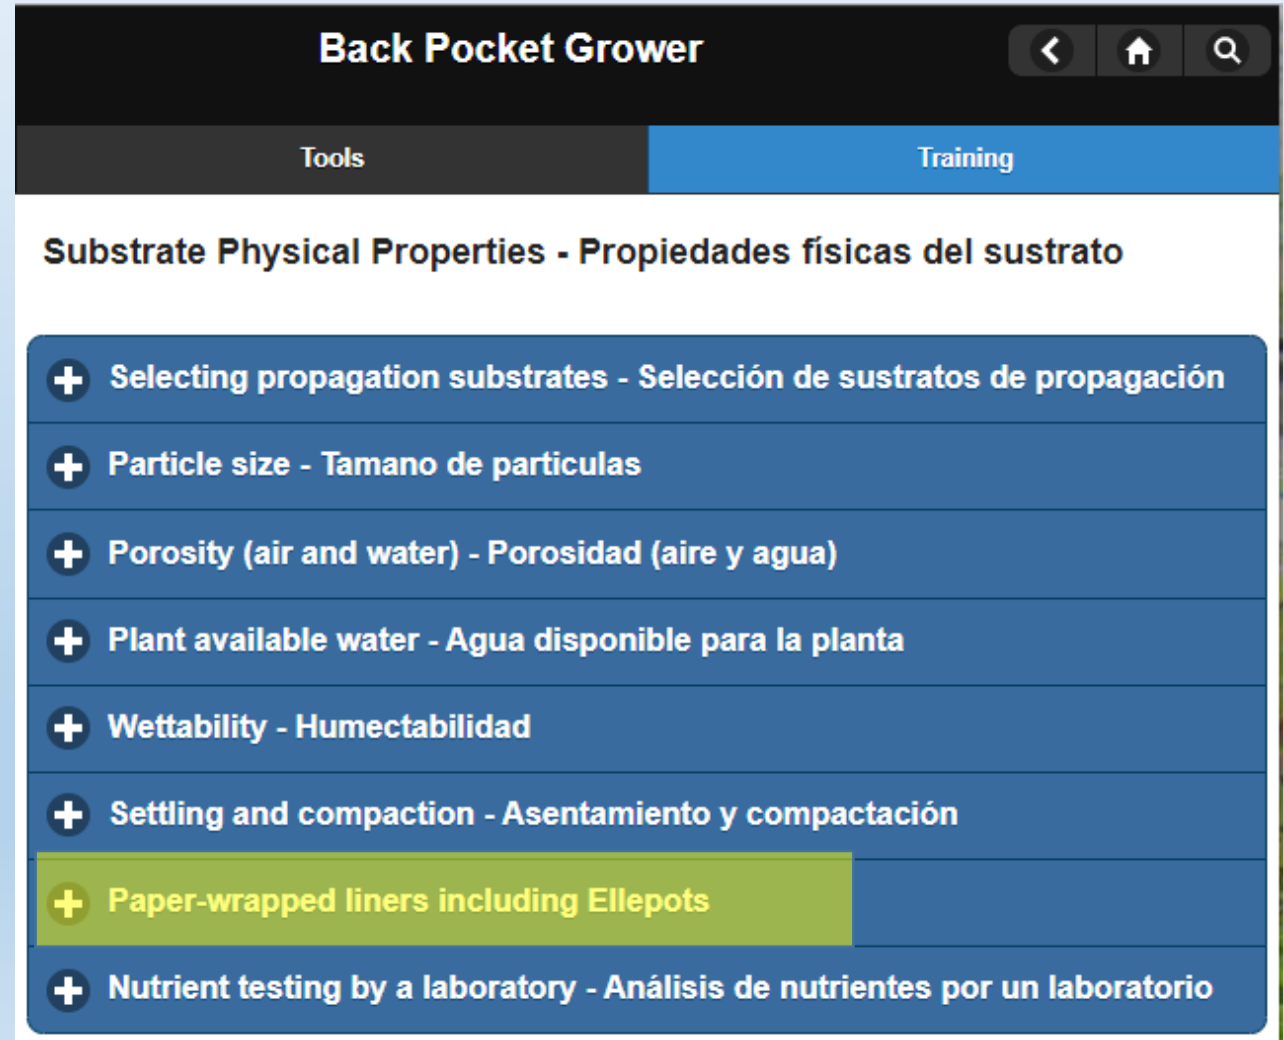 Back Pocket Grower
Tools
Training
Substrate Physical Properties - Propiedades físicas del sustrato
Selecting propagation substrates - Selección de sustratos de propagación
Particle size - Tamano de particulas
Porosity (air and water) - Porosidad (aire y agua)
Plant available water - Agua disponible para la planta
Wettability - Humectabilidad
Settling and compaction - Asentamiento y compactación
Paper-wrapped liners including Ellepots
Nutrient testing by a laboratory - Análisis de nutrientes por un laboratorio